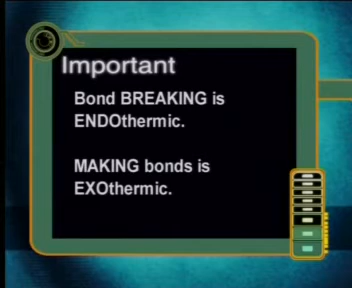 Important
Bond BREAKING is
ENDOthermic.
MAKING bonds is
EXOthermic.